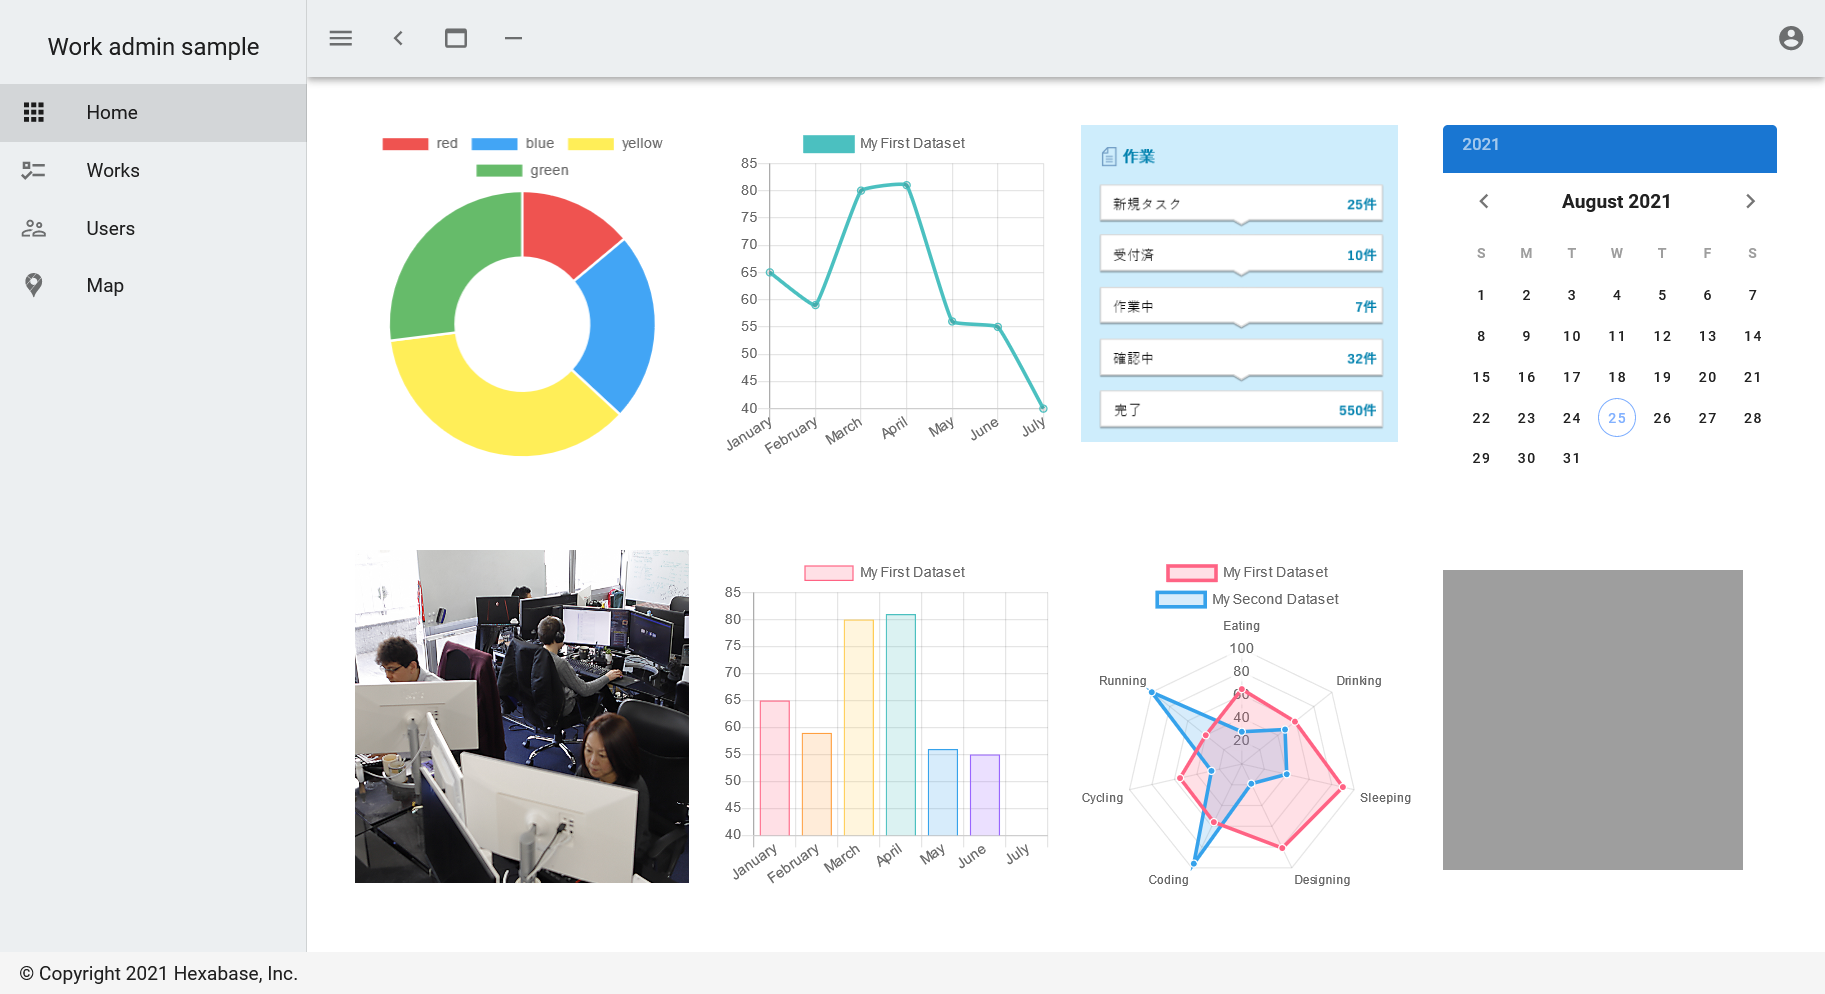 Work admin sample
Home
Works
Users
Map
red blue yellow
green
My First Dataset
85
80
75
70
65
60
55
50
45
40
January February March April May June July
作業
新規タスク 25件
受付済 10件
作業中 7件
確認中 32件
完了 550件
2021
August 2021
S M T W T F S
1 2 3 4 5 6 7
8 9 10 11 12 13 14
15 16 17 18 19 20 21
22 23 24 25 26 27 28
29 30 31
My First Dataset
85
80
75
70
65
60
55
50
45
40
January February March April May June July
My First Dataset
My Second Dataset
Eating
100
80
60
40
20
Running Drinking
Cycling Sleeping
Coding Designing
© Copyright 2021 Hexabase, Inc.